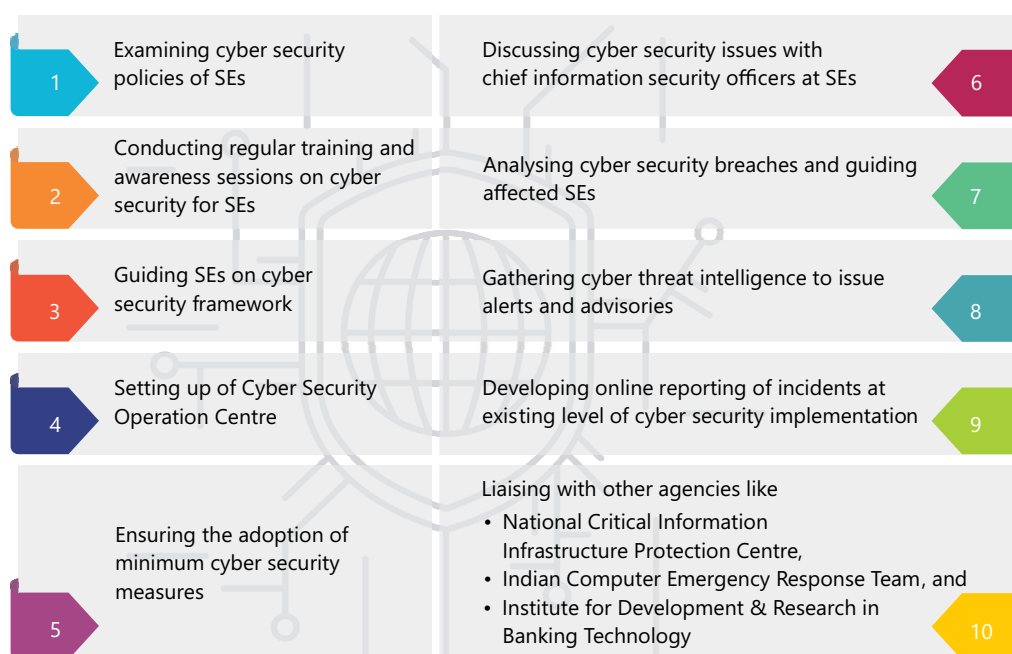 1
Examining cyber security
policies of SEs
2
Conducting regular training and
awareness sessions on cyber
security for SEs
3
Guiding SEs on cyber
security framework
4
Setting up of Cyber Security
Operation Centre
5
Ensuring the adoption of
minimum cyber security
measures
Discussing cyber security issues with
chief information security officers at SEs
6
Analysing cyber security breaches and guiding
affected SEs
7
Gathering cyber threat intelligence to issue
alerts and advisories
8
Developing online reporting of incidents at
existing level of cyber security implementation
9
Liaising with other agencies like
• National Critical Information
Infrastructure Protection Centre,
• Indian Computer Emergency Response Team, and
• Institute for Development & Research in
Banking Technology
10